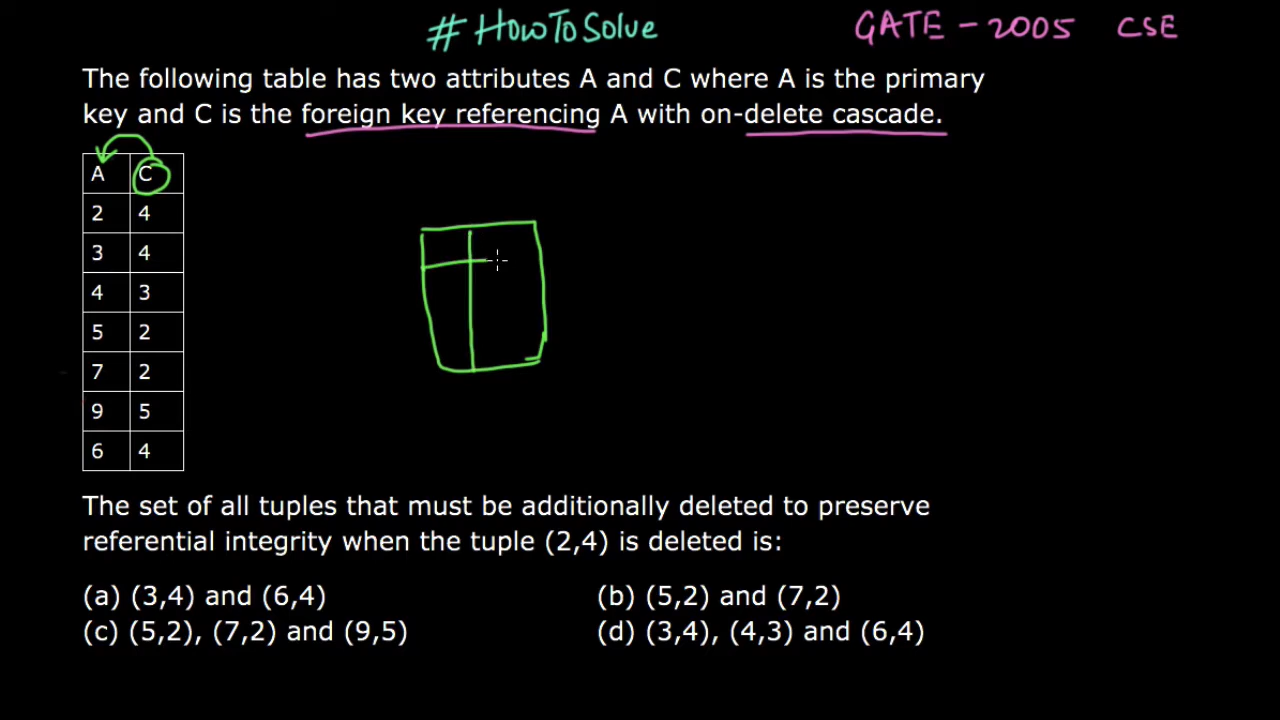 #HowToSolve GATE - 2005 CSE
The following table has two attributes A and C where A is the primary
key and C is the foreign key referencing A with on-delete cascade.
A C
2 4
3 4
4 3
5 2
7 2
9 5
6 4
The set of all tuples that must be additionally deleted to preserve
referential integrity when the tuple (2,4) is deleted is:
(a) (3,4) and (6,4) (b) (5,2) and (7,2)
(c) (5,2), (7,2) and (9,5) (d) (3,4), (4,3) and (6,4)